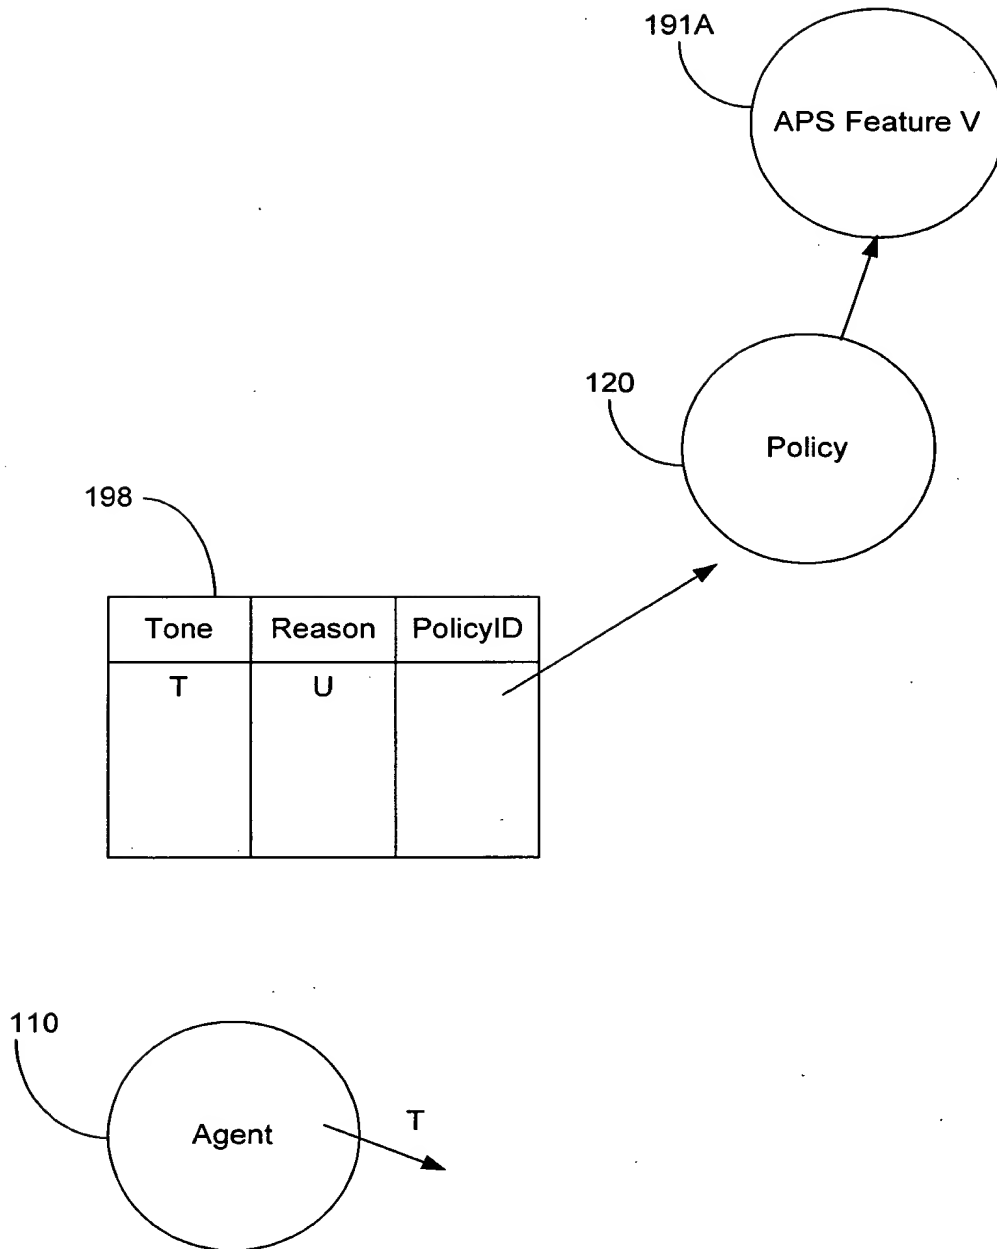 191A
APS Feature V
120
Policy
198
Tone Reason PolicyID
T U
110
Agent
T